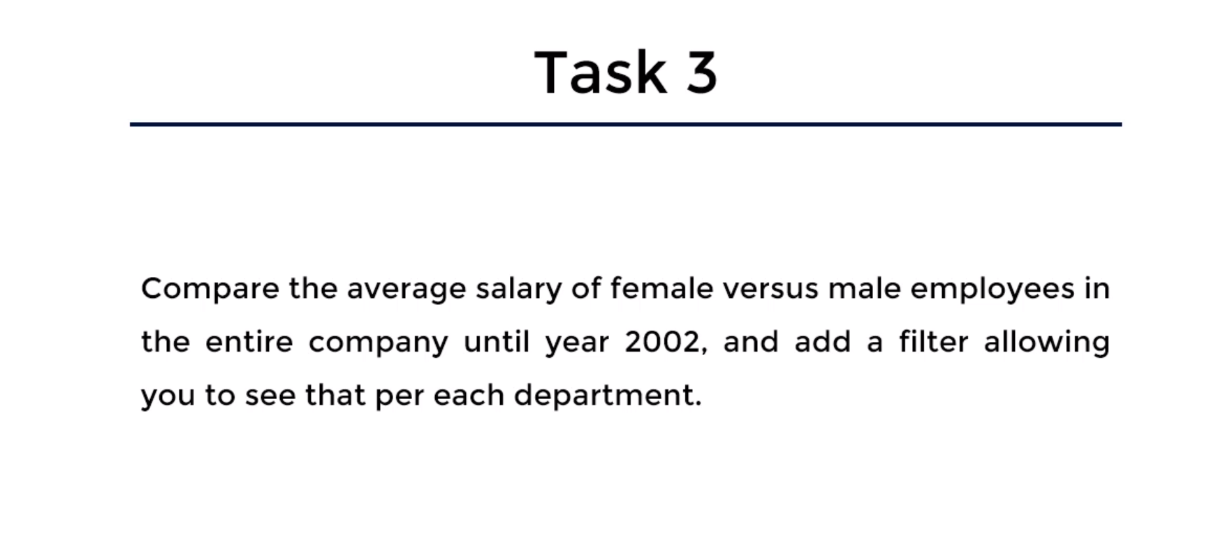 Task 3
Compare the average salary of female versus male employees in
the entire company until year 2002, and add a filter allowing
you to see that per each department.